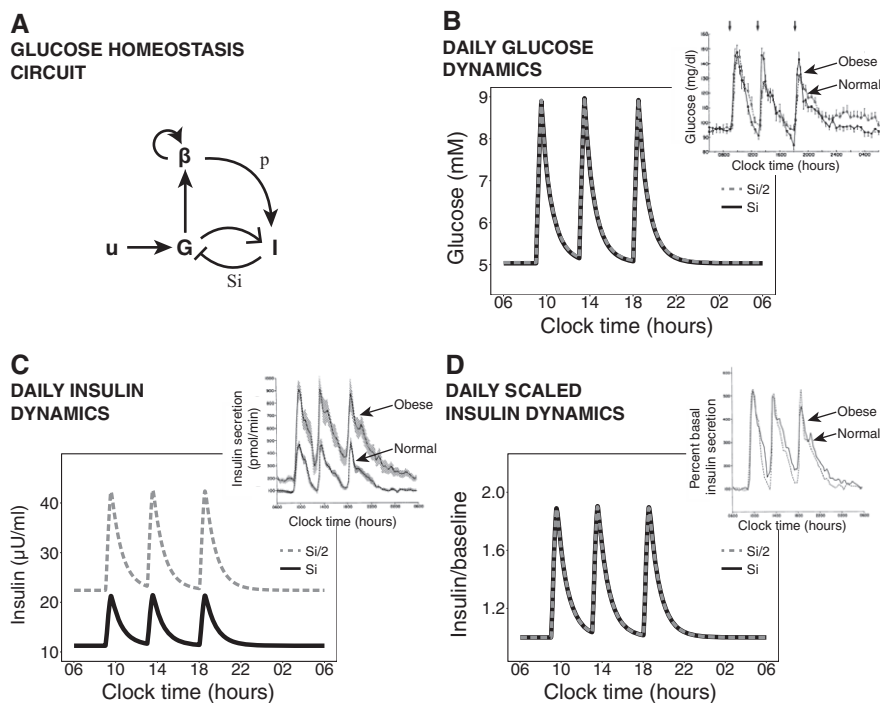 A
GLUCOSE HOMEOSTASIS
CIRCUIT
β
p
u
G
I
Si
B
DAILY GLUCOSE
DYNAMICS
Glucose (mM)
9
8
7
6
5
06 10 14 18 22 02 06
Clock time (hours)
Si/2
Si
Glucose (mg/dl)
Obese
Normal
Clock time (hours)
C
DAILY INSULIN
DYNAMICS
Insulin (μU/ml)
40
30
20
10
06 10 14 18 22 02 06
Clock time (hours)
Si/2
Si
Insulin secretion
(pmol/min)
Obese
Normal
Clock time (hours)
D
DAILY SCALED
INSULIN DYNAMICS
Insulin/baseline
2.0
1.6
1.2
06 10 14 18 22 02 06
Clock time (hours)
Si/2
Si
Percent basal
insulin secretion
Obese
Normal
Clock time (hours)